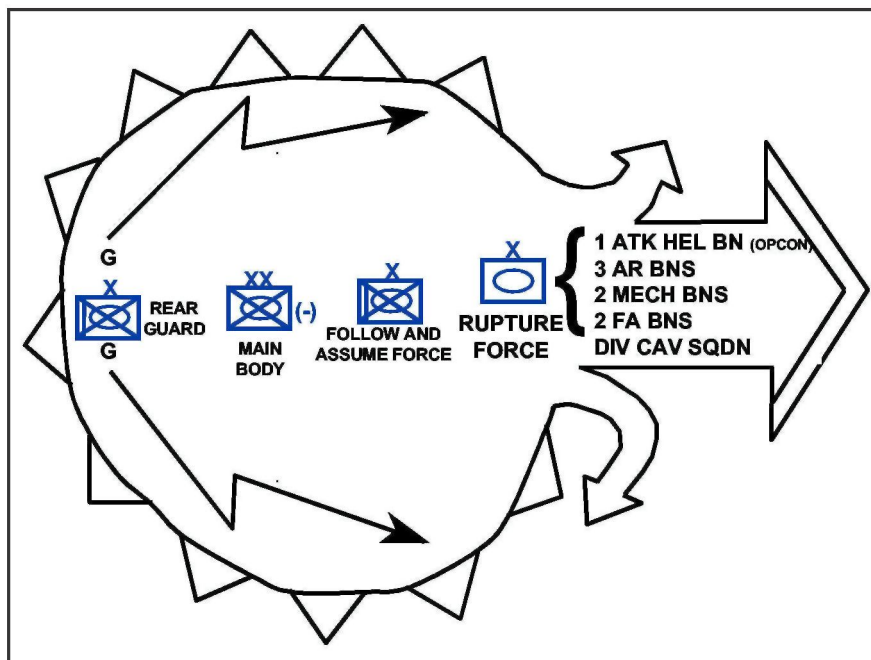 G
X
REAR
GUARD
G
XX
(-)
MAIN
BODY
X
FOLLOW AND
ASSUME FORCE
X
RUPTURE
FORCE
1 ATK HEL BN (OPCON)
3 AR BNS
2 MECH BNS
2 FA BNS
DIV CAV SQDN